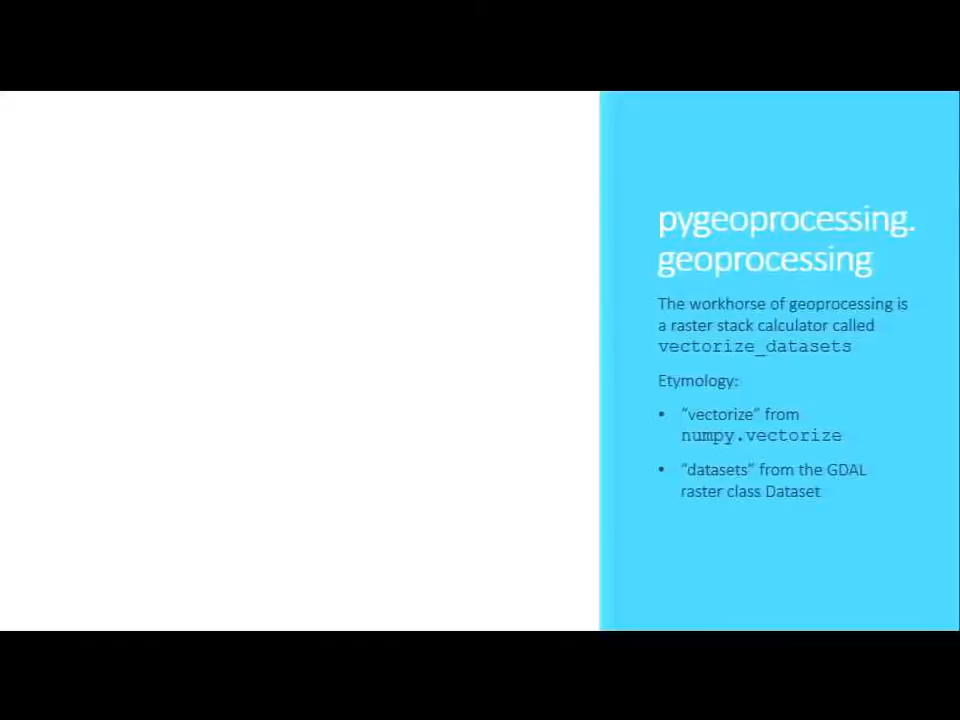 pygeoprocessing.
geoprocessing
The workhorse of geoprocessing is
a raster stack calculator called
vectorize_datasets
Etymology:
• “vectorize” from
numpy.vectorize
• “datasets” from the GDAL
raster class Dataset